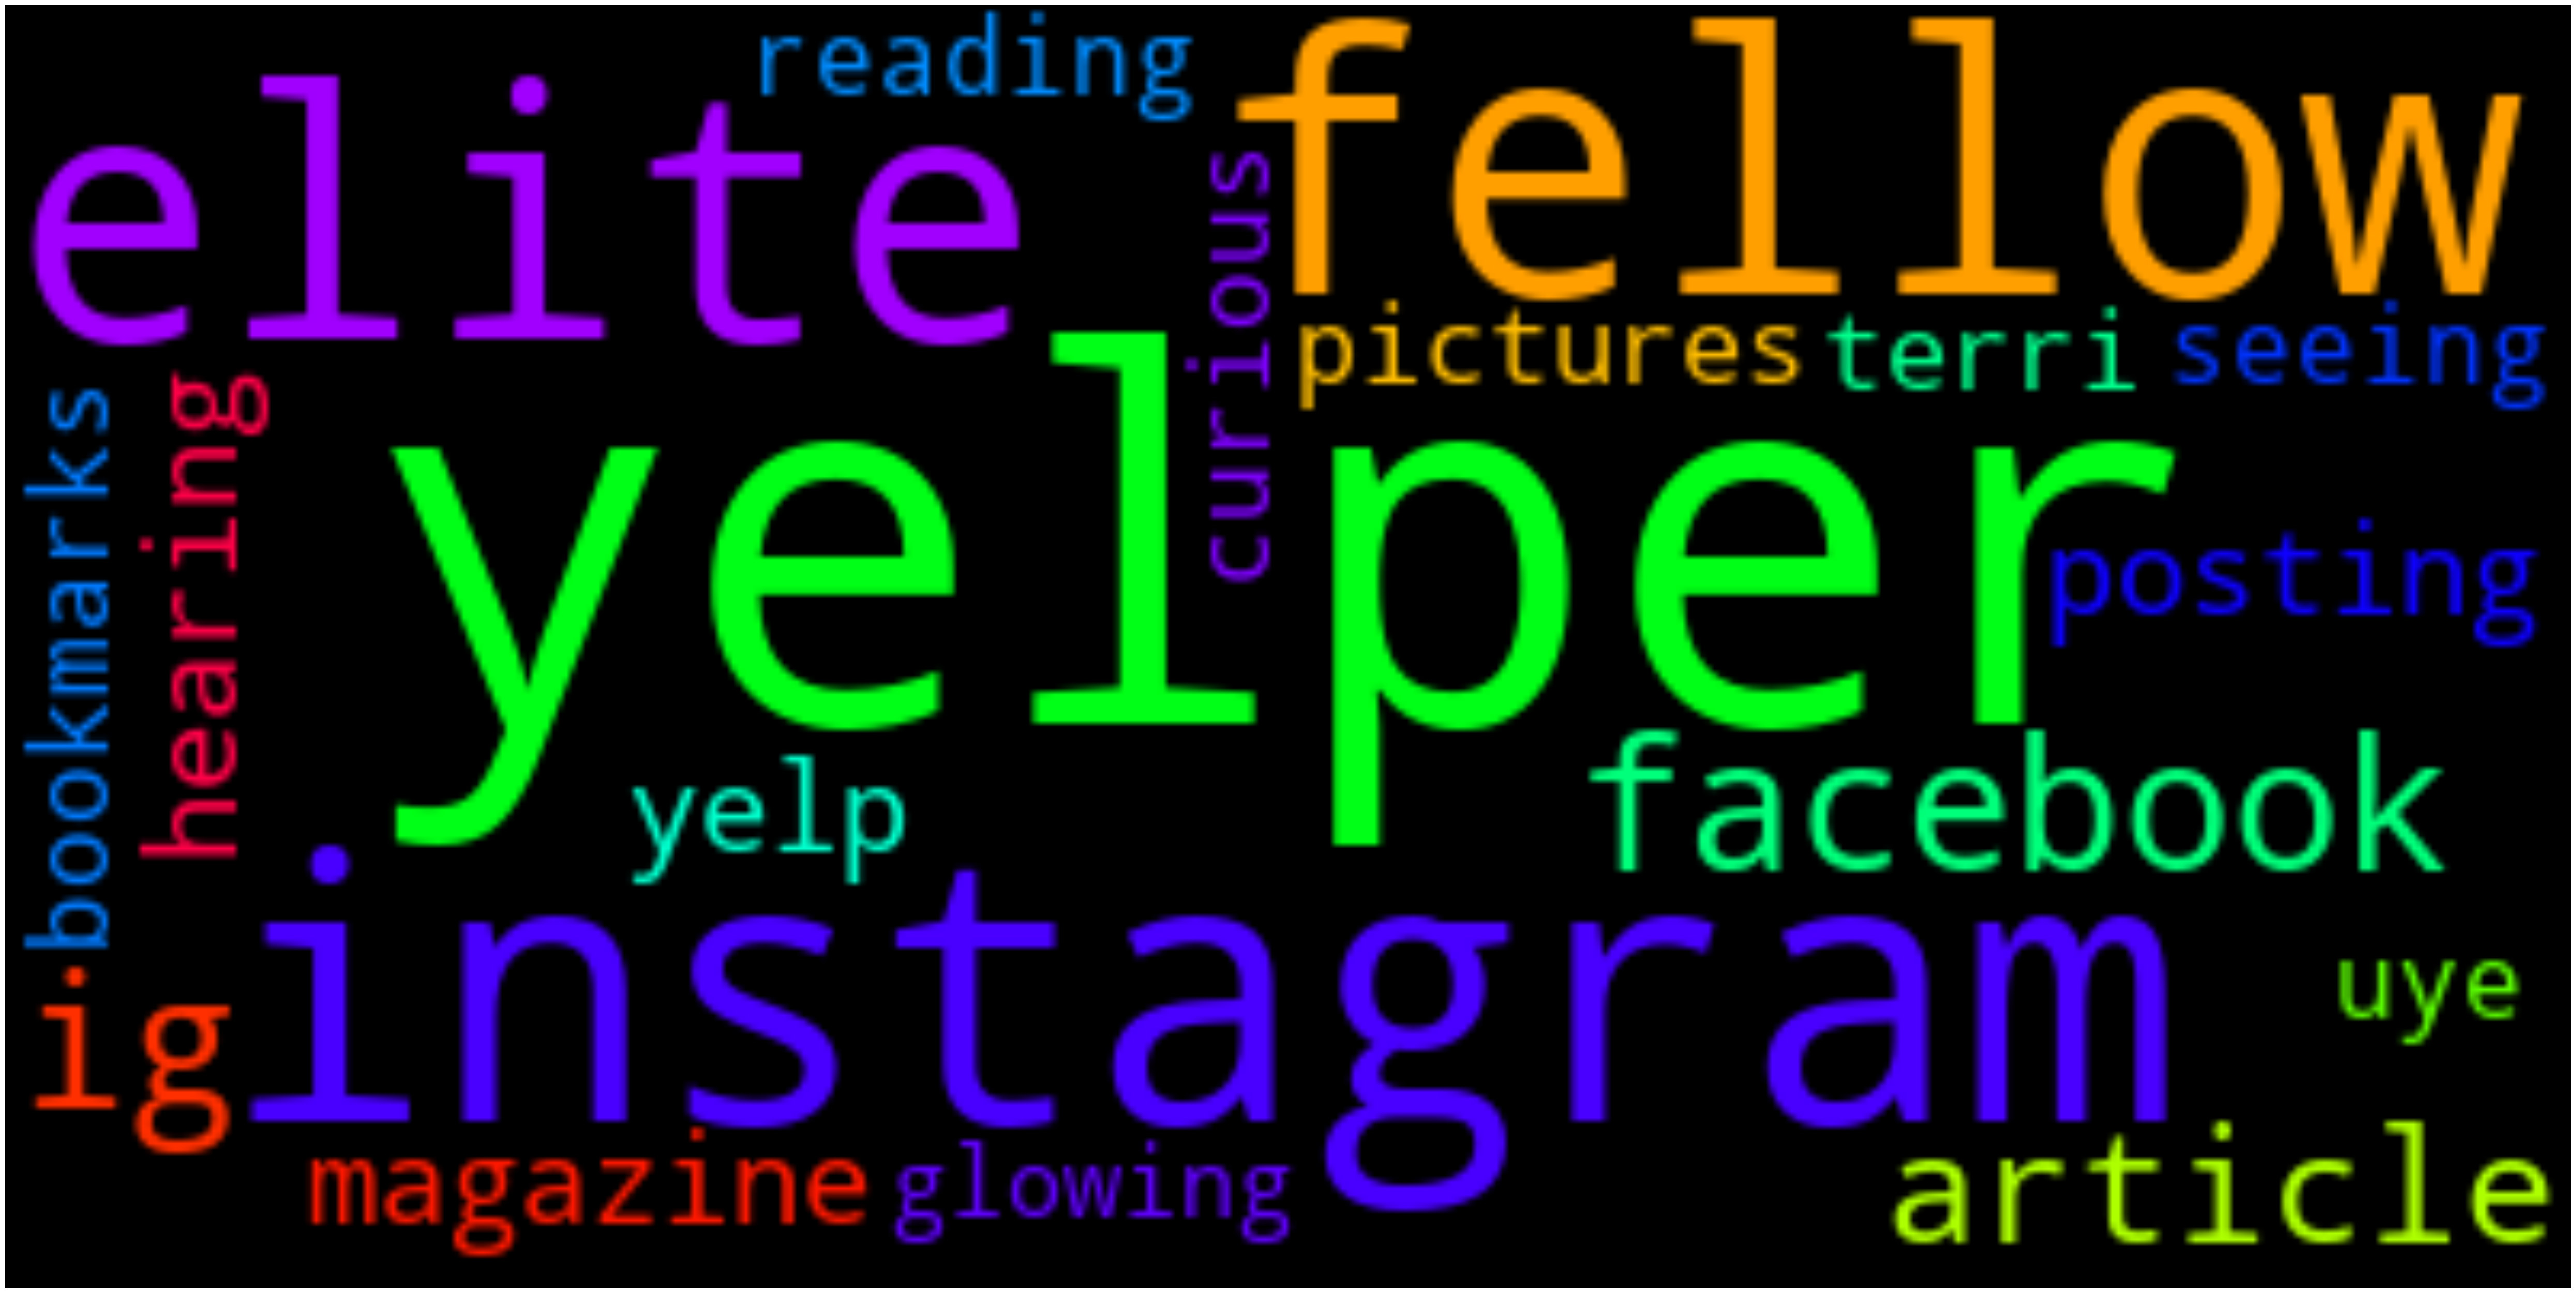 reading
elite
fellow
curious
pictures
terri
seeing
bookmarks
hearing
yelper
posting
yelp
facebook
ig
instagram
uye
magazine
glowing
article